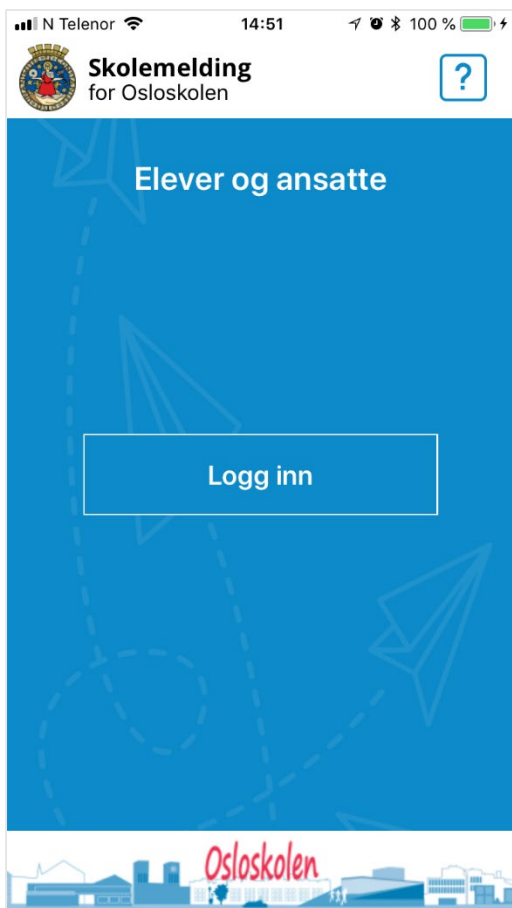 N Telenor 14:51 100 %
Skolemelding
for Osloskolen
?
Elever og ansatte
Logg inn
Osloskolen